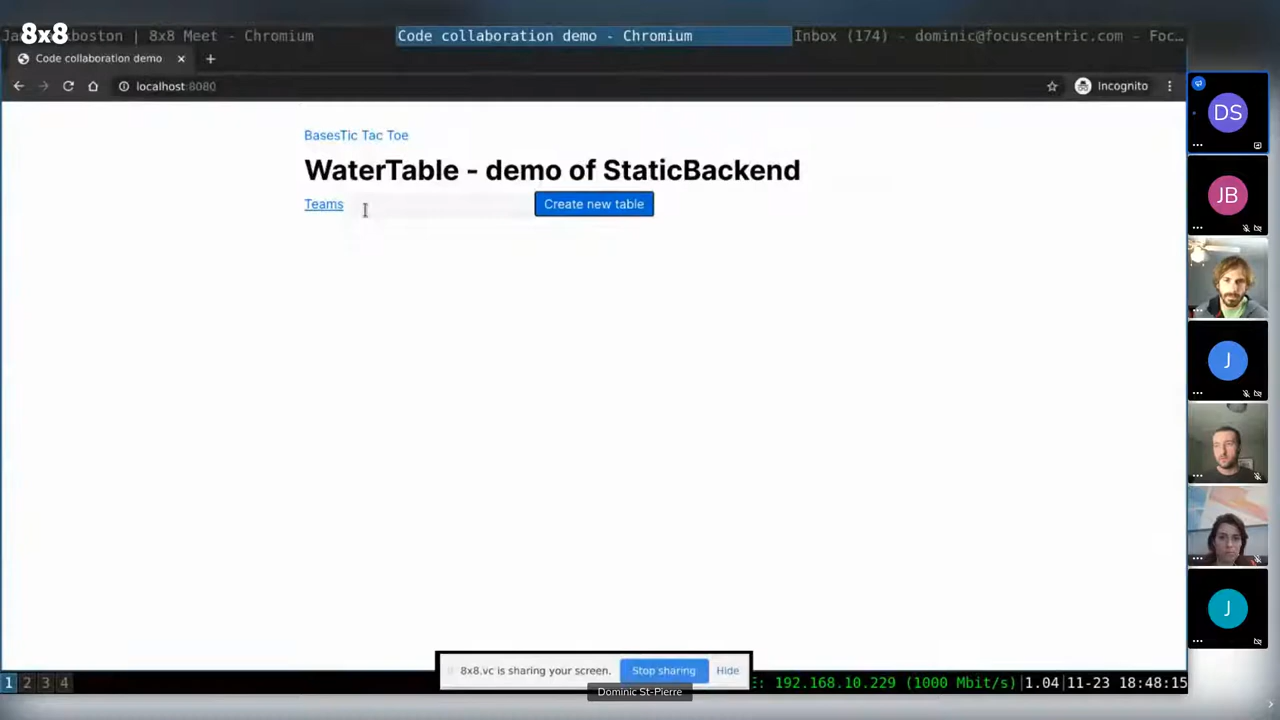 8x8
boston | 8x8 Meet - Chromium
Code collaboration demo - Chromium
Inbox (174) - dominic@focuscentric.com - Foc…
Code collaboration demo
localhost:8080
Incognito
BasesTic Tac Toe
WaterTable - demo of StaticBackend
Teams
Create new table
DS
JB
J
J
8x8.vc is sharing your screen.
Stop sharing
Hide
Dominic St-Pierre
1 2 3 4
: 192.168.10.229 (1000 Mbit/s)|1.04|11-23 18:48:15